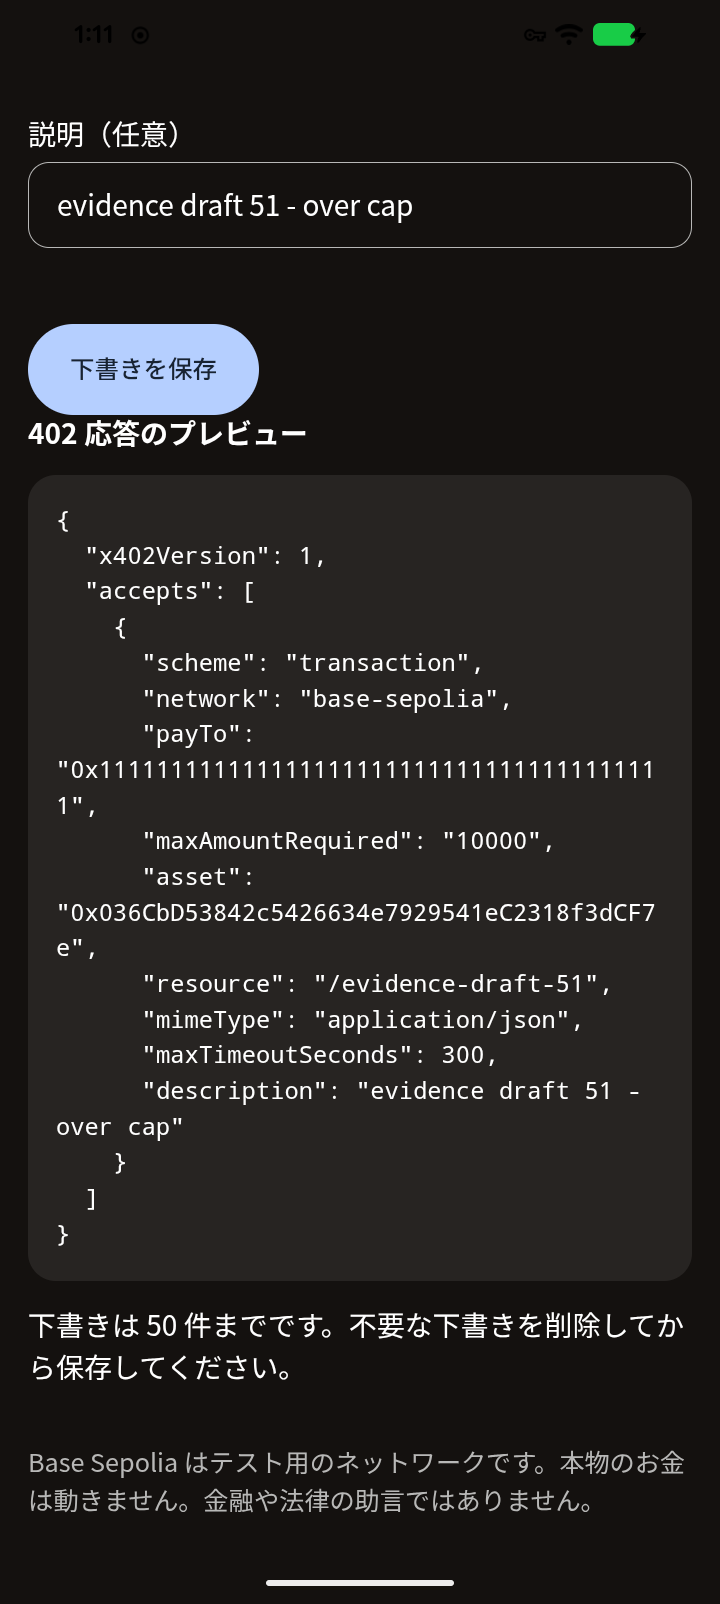 1:11
説明（任意）
evidence draft 51 - over cap
下書きを保存
402 応答のプレビュー
{
  "x402Version": 1,
  "accepts": [
    {
      "scheme": "transaction",
      "network": "base-sepolia",
      "payTo":
"0x111111111111111111111111111111111111111
1",
      "maxAmountRequired": "10000",
      "asset":
"0x036CbD53842c5426634e7929541eC2318f3dCF7
e",
      "resource": "/evidence-draft-51",
      "mimeType": "application/json",
      "maxTimeoutSeconds": 300,
      "description": "evidence draft 51 -
over cap"
    }
  ]
}
下書きは 50 件までです。不要な下書きを削除してか
ら保存してください。
Base Sepolia はテスト用のネットワークです。本物のお金
は動きません。金融や法律の助言ではありません。